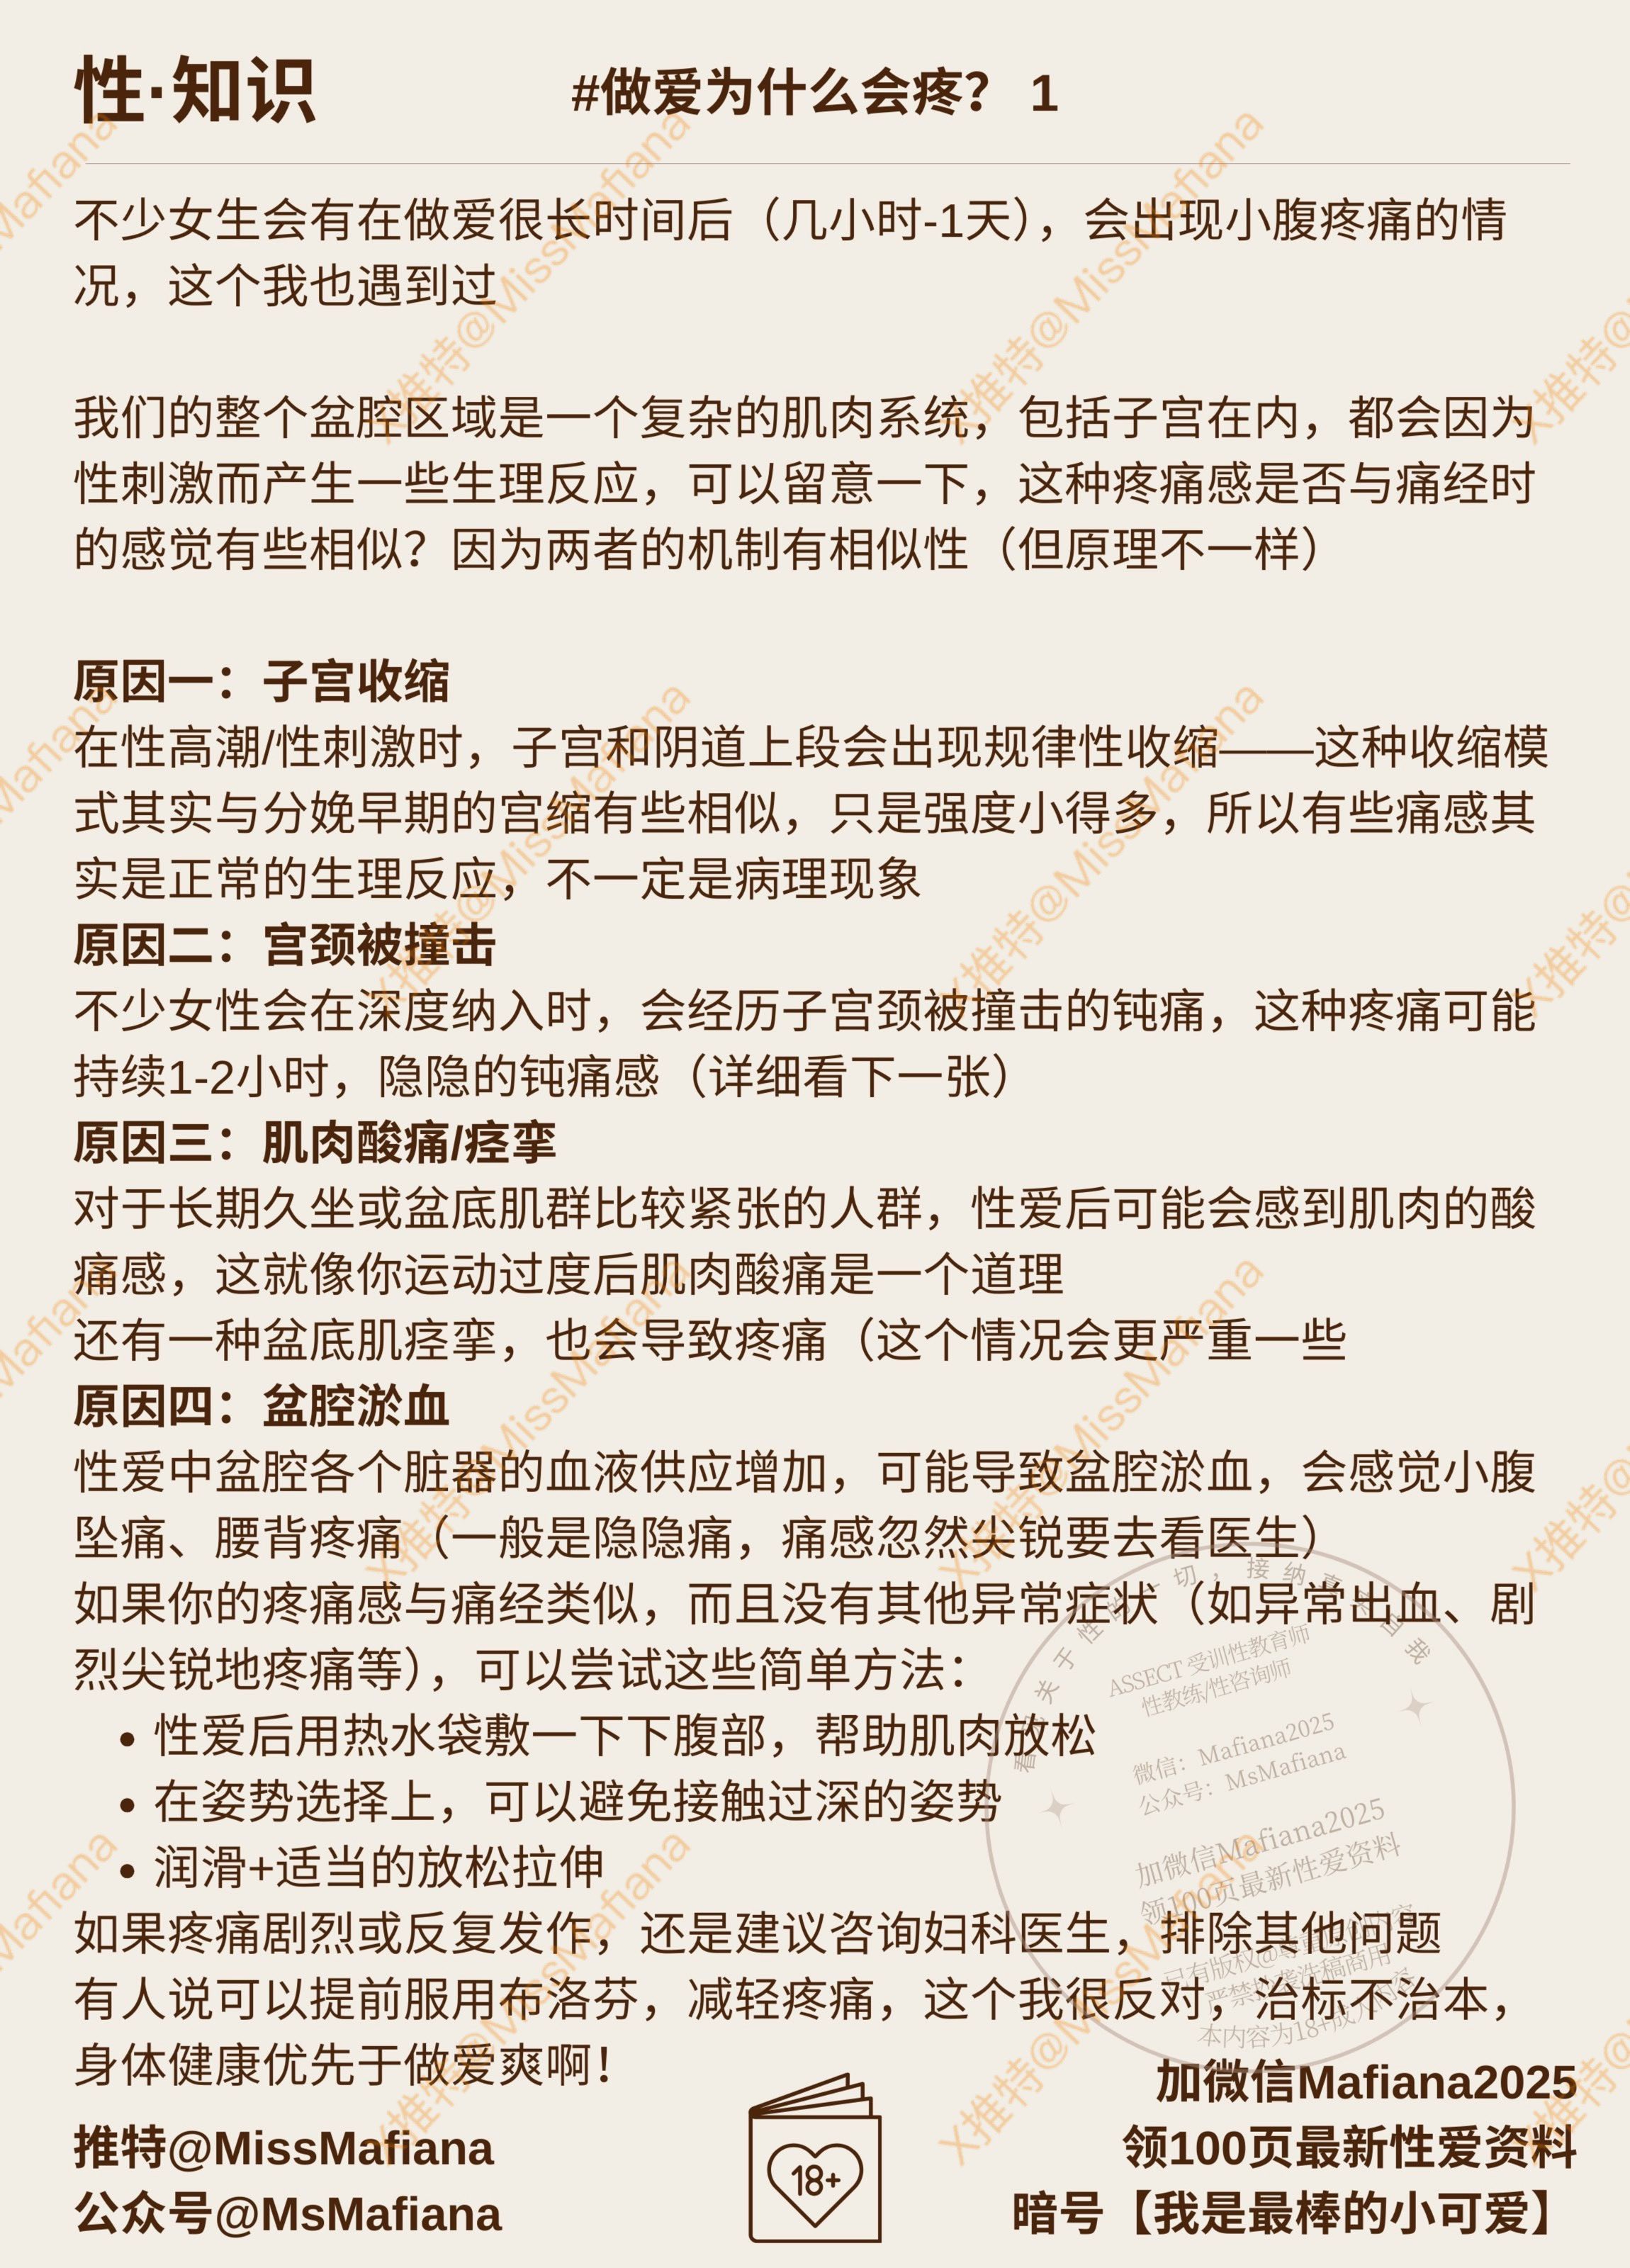 性·知识
#做爱为什么会疼？ 1
不少女生会有在做爱很长时间后（几小时-1天），会出现小腹疼痛的情
况，这个我也遇到过
我们的整个盆腔区域是一个复杂的肌肉系统，包括子宫在内，都会因为
性刺激而产生一些生理反应，可以留意一下，这种疼痛感是否与痛经时
的感觉有些相似？因为两者的机制有相似性（但原理不一样）
原因一：子宫收缩
在性高潮/性刺激时，子宫和阴道上段会出现规律性收缩——这种收缩模
式其实与分娩早期的宫缩有些相似，只是强度小得多，所以有些痛感其
实是正常的生理反应，不一定是病理现象
原因二：宫颈被撞击
不少女性会在深度纳入时，会经历子宫颈被撞击的钝痛，这种疼痛可能
持续1-2小时，隐隐的钝痛感（详细看下一张）
原因三：肌肉酸痛/痉挛
对于长期久坐或盆底肌群比较紧张的人群，性爱后可能会感到肌肉的酸
痛感，这就像你运动过度后肌肉酸痛是一个道理
还有一种盆底肌痉挛，也会导致疼痛（这个情况会更严重一些
原因四：盆腔淤血
性爱中盆腔各个脏器的血液供应增加，可能导致盆腔淤血，会感觉小腹
坠痛、腰背疼痛（一般是隐隐痛，痛感忽然尖锐要去看医生）
如果你的疼痛感与痛经类似，而且没有其他异常症状（如异常出血、剧
烈尖锐地疼痛等），可以尝试这些简单方法：
• 性爱后用热水袋敷一下下腹部，帮助肌肉放松
• 在姿势选择上，可以避免接触过深的姿势
• 润滑+适当的放松拉伸
如果疼痛剧烈或反复发作，还是建议咨询妇科医生，排除其他问题
有人说可以提前服用布洛芬，减轻疼痛，这个我很反对，治标不治本，
身体健康优先于做爱爽啊！
ASSECT 受训性教育师
性教练/性咨询师
微信：Mafiana2025
公众号：MsMafiana
加微信Mafiana2025
领100页最新性爱资料
严禁抄袭洗稿商用
本内容为18+成人内容
推特@MissMafiana
公众号@MsMafiana
18+
加微信Mafiana2025
领100页最新性爱资料
暗号【我是最棒的小可爱】
X推特@MissMafiana